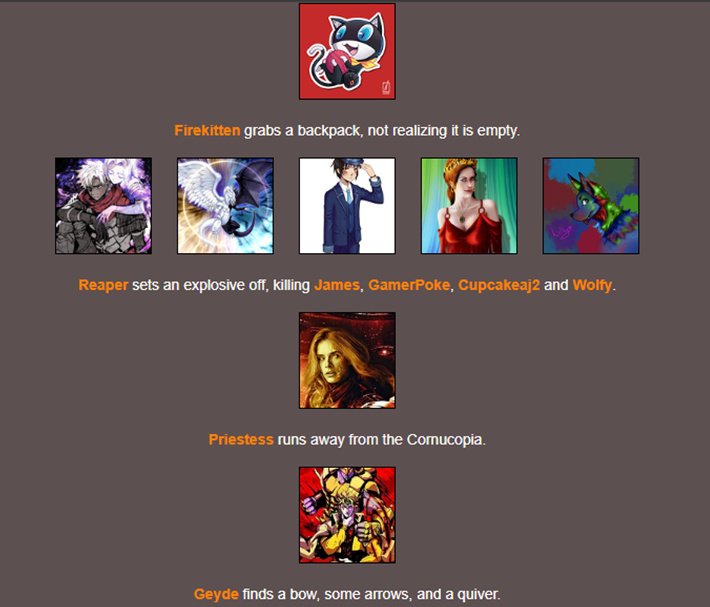 Firekitten grabs a backpack, not realizing it is empty.
Reaper sets an explosive off, killing James, GamerPoke, Cupcakeaj2 and Wolfy.
Priestess runs away from the Cornucopia.
Geyde finds a bow, some arrows, and a quiver.